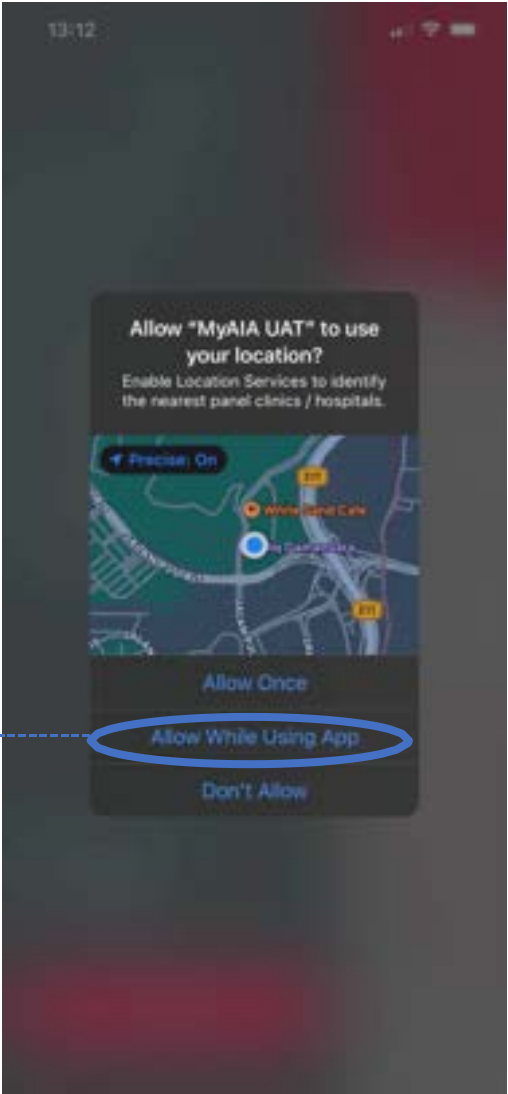 13:12
Allow "MyAIA UAT" to use
your location?
Enable Location Services to identify
the nearest panel clinics / hospitals.
Precise: On
E11
White Sand Cafe
E11
Allow Once
Allow While Using App
Don't Allow